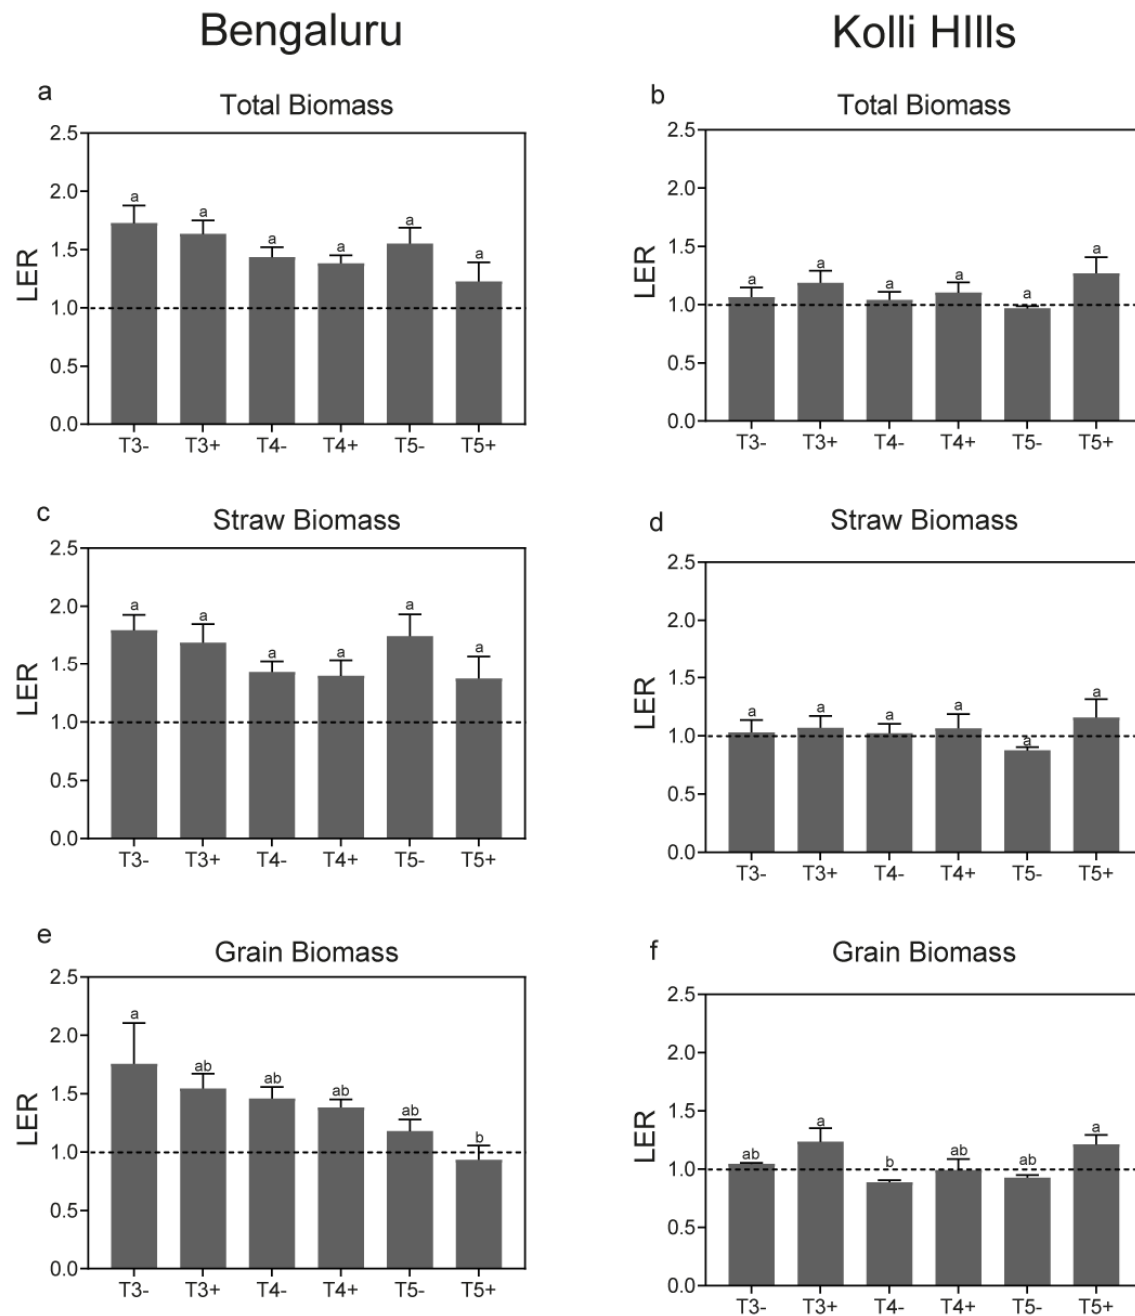 Bengaluru
Kolli HIlls
a
Total Biomass
2.5
2.0
1.5
1.0
0.5
0.0
LER
a
a
a
a
a
a
T3-
T3+
T4-
T4+
T5-
T5+
b
Total Biomass
2.5
2.0
1.5
1.0
0.5
0.0
LER
a
a
a
a
a
a
T3-
T3+
T4-
T4+
T5-
T5+
c
Straw Biomass
2.5
2.0
1.5
1.0
0.5
0.0
LER
a
a
a
a
a
a
T3-
T3+
T4-
T4+
T5-
T5+
d
Straw Biomass
2.5
2.0
1.5
1.0
0.5
0.0
LER
a
a
a
a
a
a
T3-
T3+
T4-
T4+
T5-
T5+
e
Grain Biomass
2.5
2.0
1.5
1.0
0.5
0.0
LER
a
ab
ab
ab
ab
b
T3-
T3+
T4-
T4+
T5-
T5+
f
Grain Biomass
2.5
2.0
1.5
1.0
0.5
0.0
LER
ab
a
b
ab
ab
a
T3-
T3+
T4-
T4+
T5-
T5+